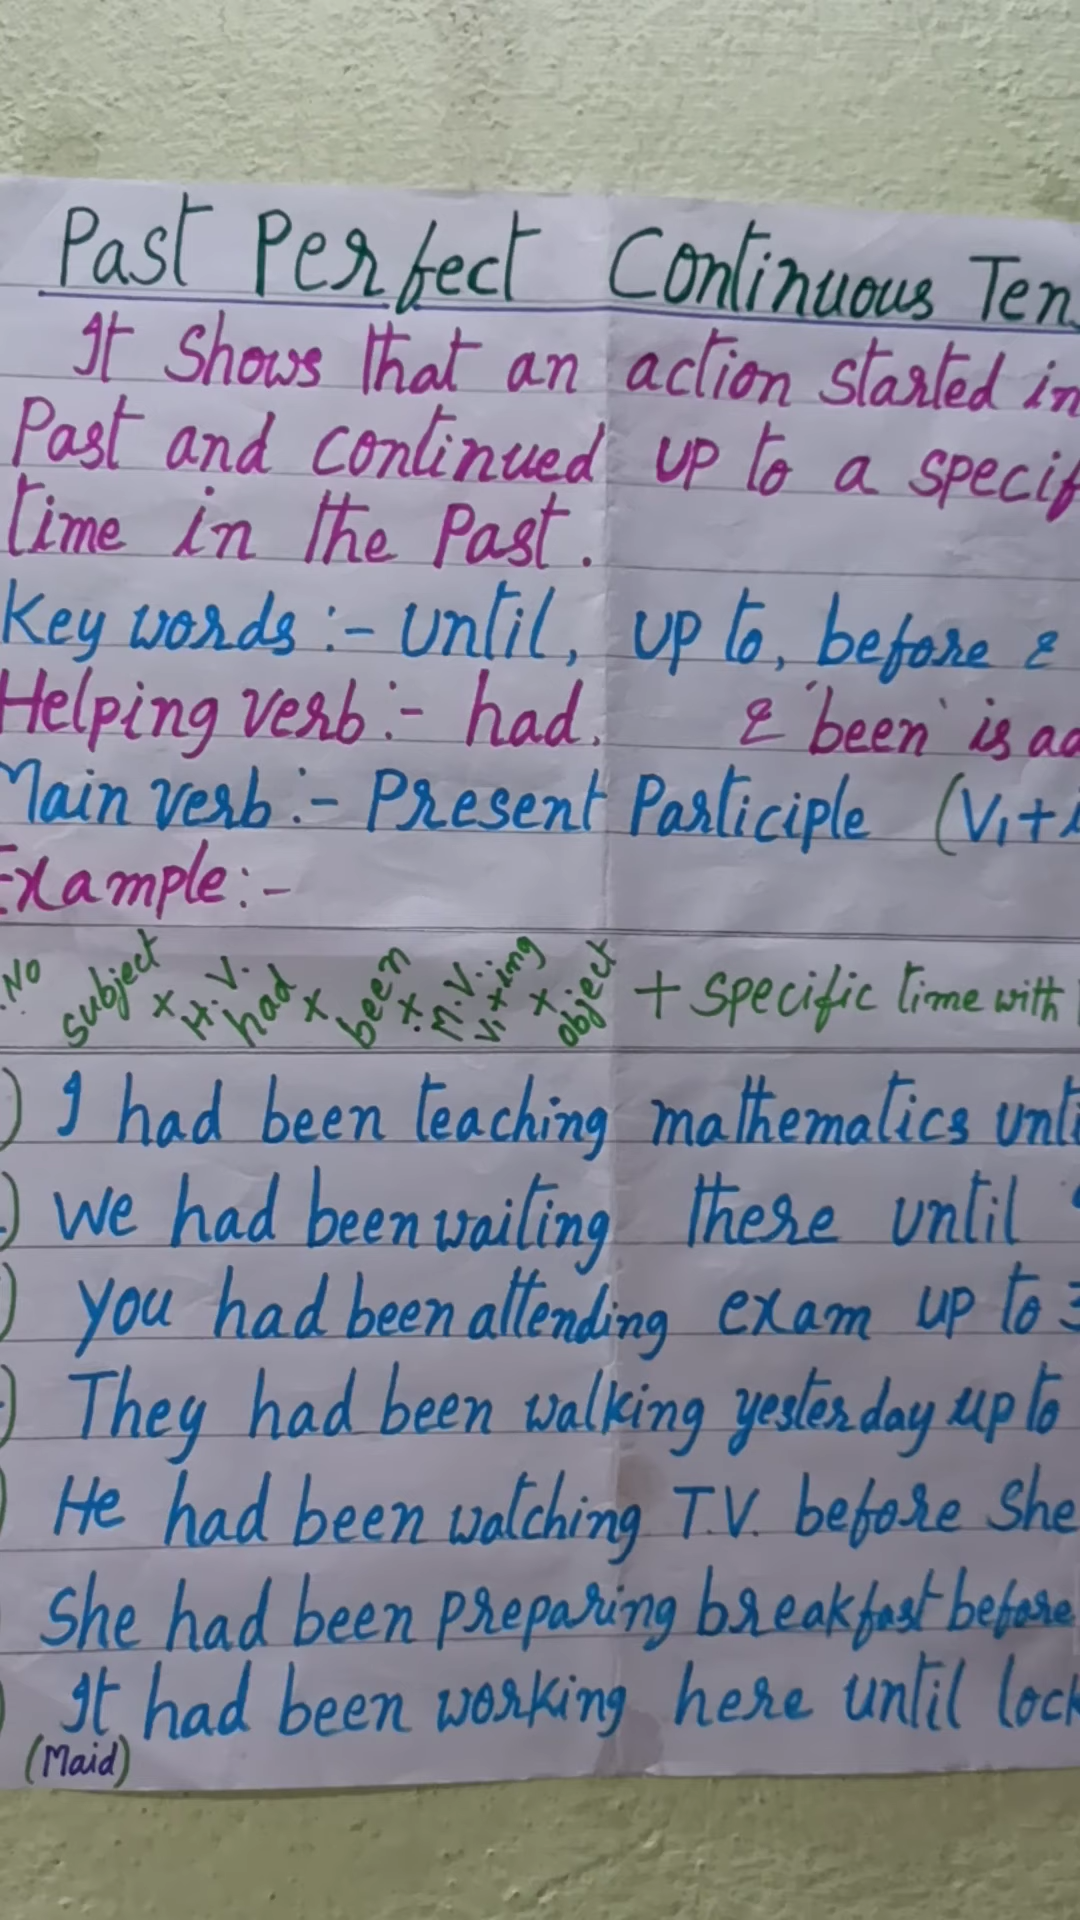 Past Perfect Continuous Ten
It shows that an action started in
Past and continued up to a specif
time in the Past.
Key words :- until, up to, before &
Helping verb :- had. & 'been' is ad
Main verb :- Present Participle (V₁+
Example :-
No subject × H.V. had × been × m.v. V₁+ing × object + specific time with
) I had been teaching mathematics unti
) We had been waiting there until
) you had been attending exam up to 3
) They had been walking yesterday up to
) He had been watching T.V. before she
She had been preparing breakfast before
) It had been working here until lock
(Maid)